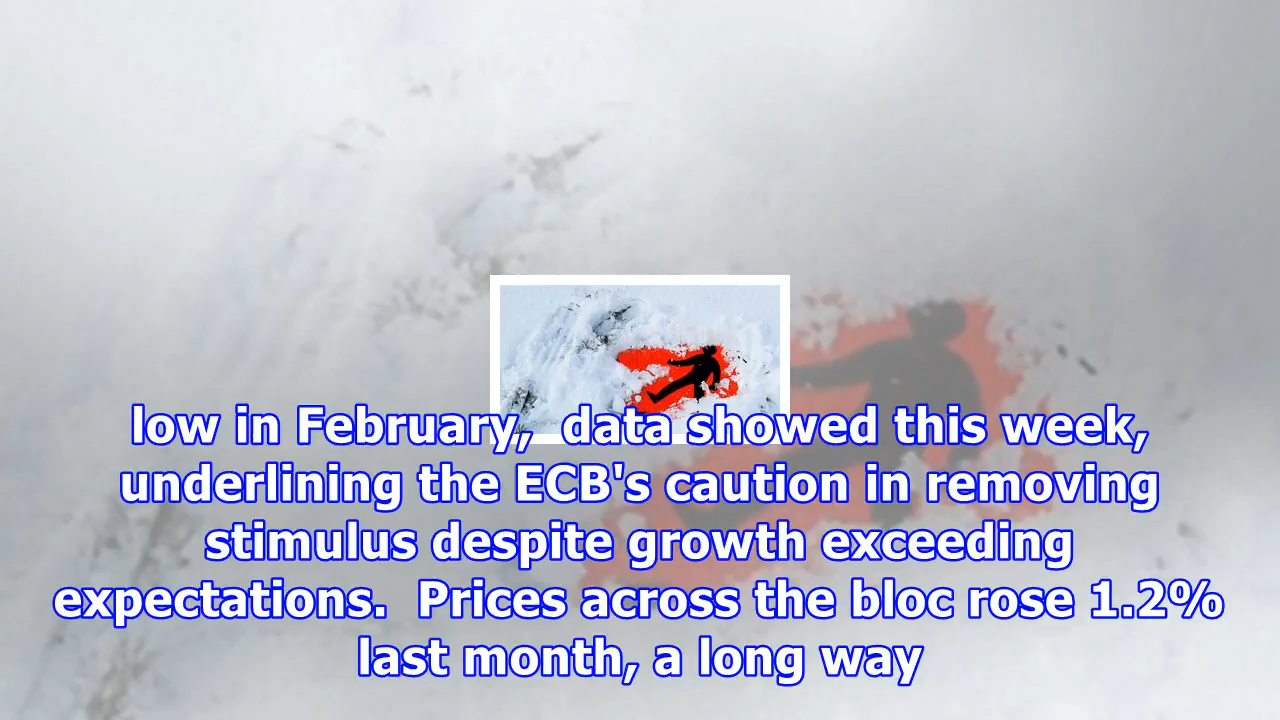 low in February,  data showed this week,
underlining the ECB's caution in removing
stimulus despite growth exceeding
expectations.  Prices across the bloc rose 1.2%
last month, a long way